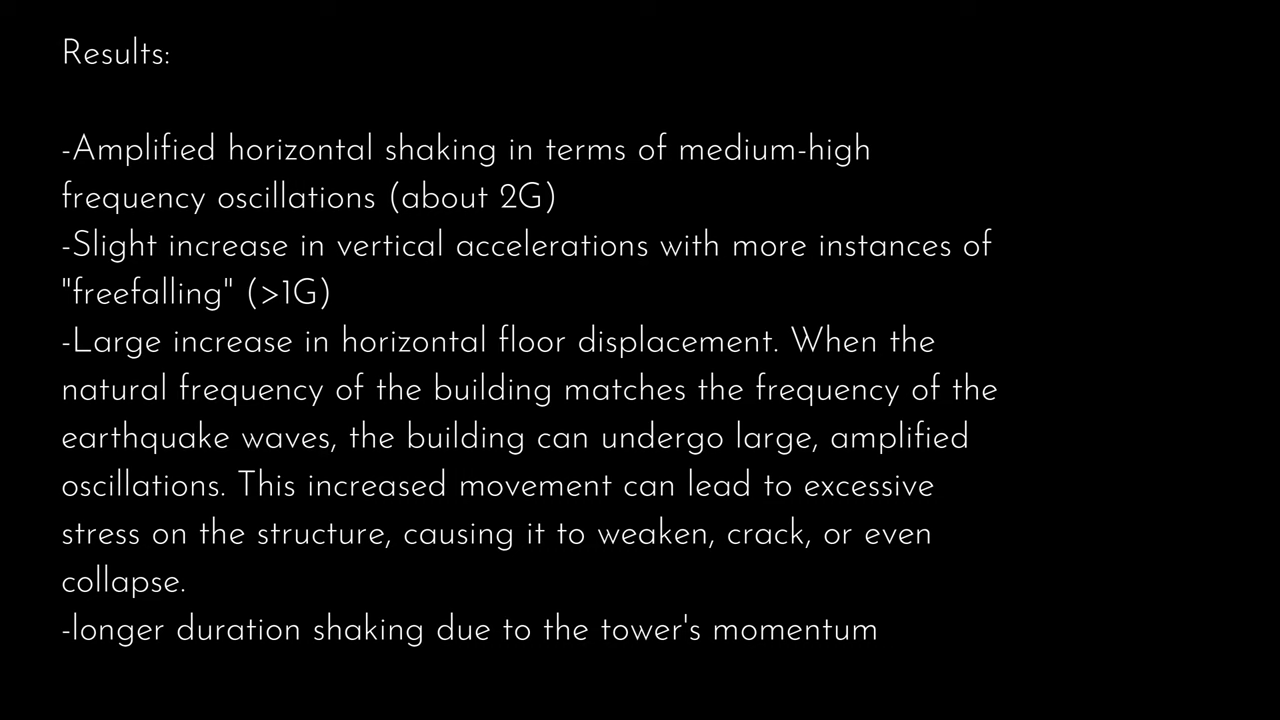 Results:
-Amplified horizontal shaking in terms of medium-high
frequency oscillations (about 2G)
-Slight increase in vertical accelerations with more instances of
"freefalling" (>1G)
-Large increase in horizontal floor displacement. When the
natural frequency of the building matches the frequency of the
earthquake waves, the building can undergo large, amplified
oscillations. This increased movement can lead to excessive
stress on the structure, causing it to weaken, crack, or even
collapse.
-longer duration shaking due to the tower's momentum